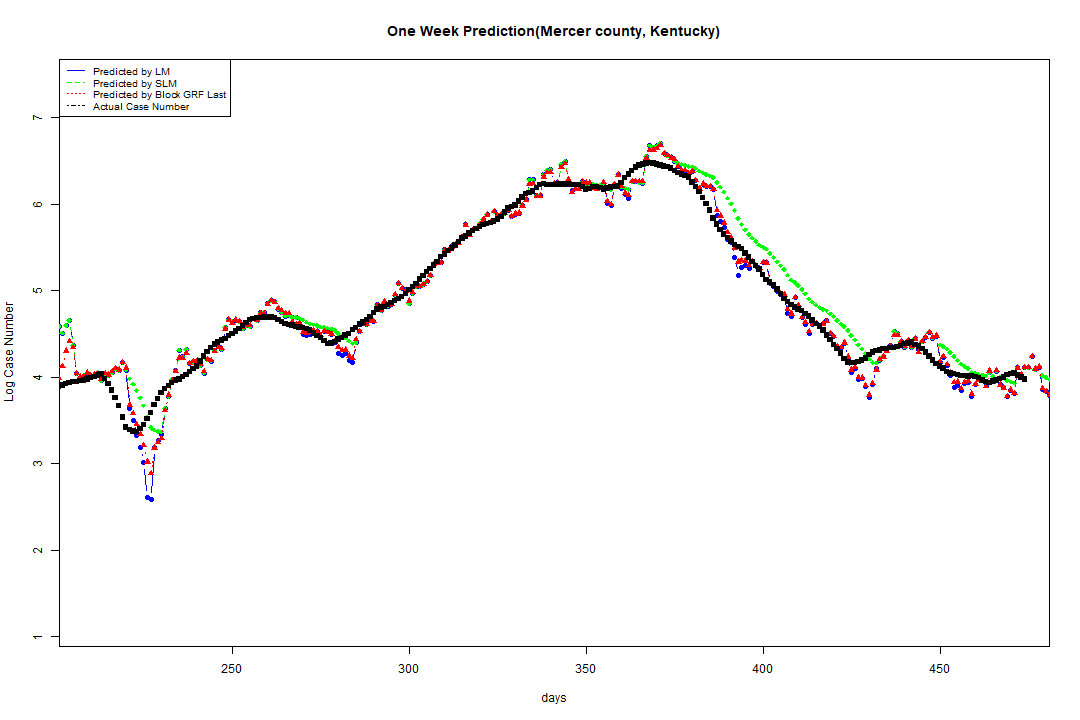 One Week Prediction(Mercer county, Kentucky)
Predicted by LM
Predicted by SLM
Predicted by Block GRF Last
Actual Case Number
Log Case Number
7
6
5
4
3
2
1
250 300 350 400 450
days